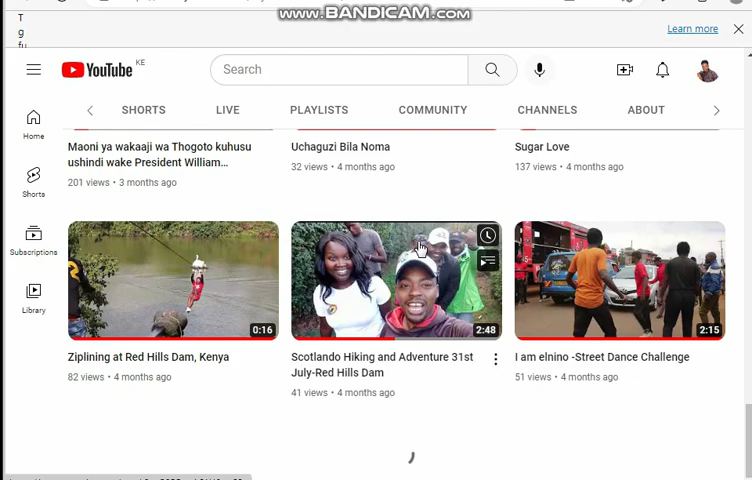 www.BANDICAM.com
T
g
fu
Learn more
YouTube KE
Search
SHORTS LIVE PLAYLISTS COMMUNITY CHANNELS ABOUT
Home
Shorts
Subscriptions
Library
Maoni ya wakaaji wa Thogoto kuhusu
ushindi wake President William...
201 views • 3 months ago
Uchaguzi Bila Noma
32 views • 4 months ago
Sugar Love
137 views • 4 months ago
0:16
Ziplining at Red Hills Dam, Kenya
82 views • 4 months ago
2:48
Scotlando Hiking and Adventure 31st
July-Red Hills Dam
41 views • 4 months ago
2:15
I am elnino -Street Dance Challenge
51 views • 4 months ago